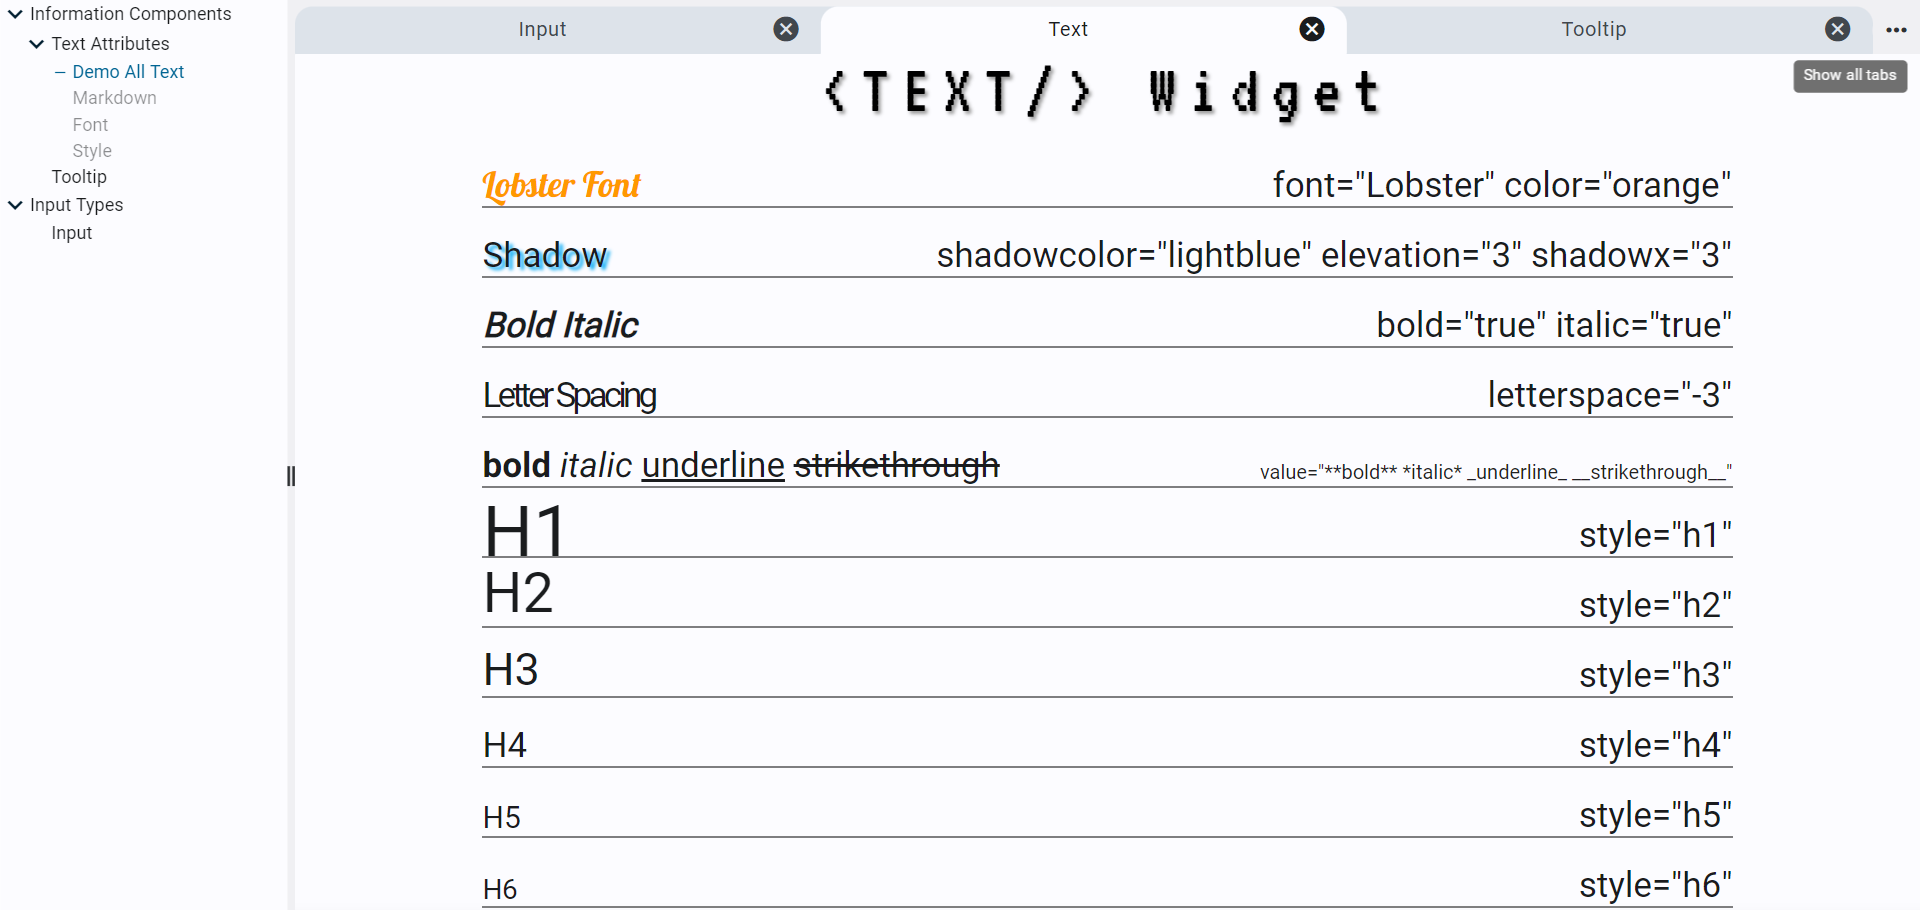 Information Components
Text Attributes
– Demo All Text
Markdown
Font
Style
Tooltip
Input Types
Input
Input Text Tooltip
Show all tabs
<TEXT/> Widget
Lobster Font font="Lobster" color="orange"
Shadow shadowcolor="lightblue" elevation="3" shadowx="3"
Bold Italic bold="true" italic="true"
Letter Spacing letterspace="-3"
bold italic underline strikethrough value="**bold** *italic* _underline_ __strikethrough__"
H1 style="h1"
H2 style="h2"
H3 style="h3"
H4 style="h4"
H5 style="h5"
H6 style="h6"